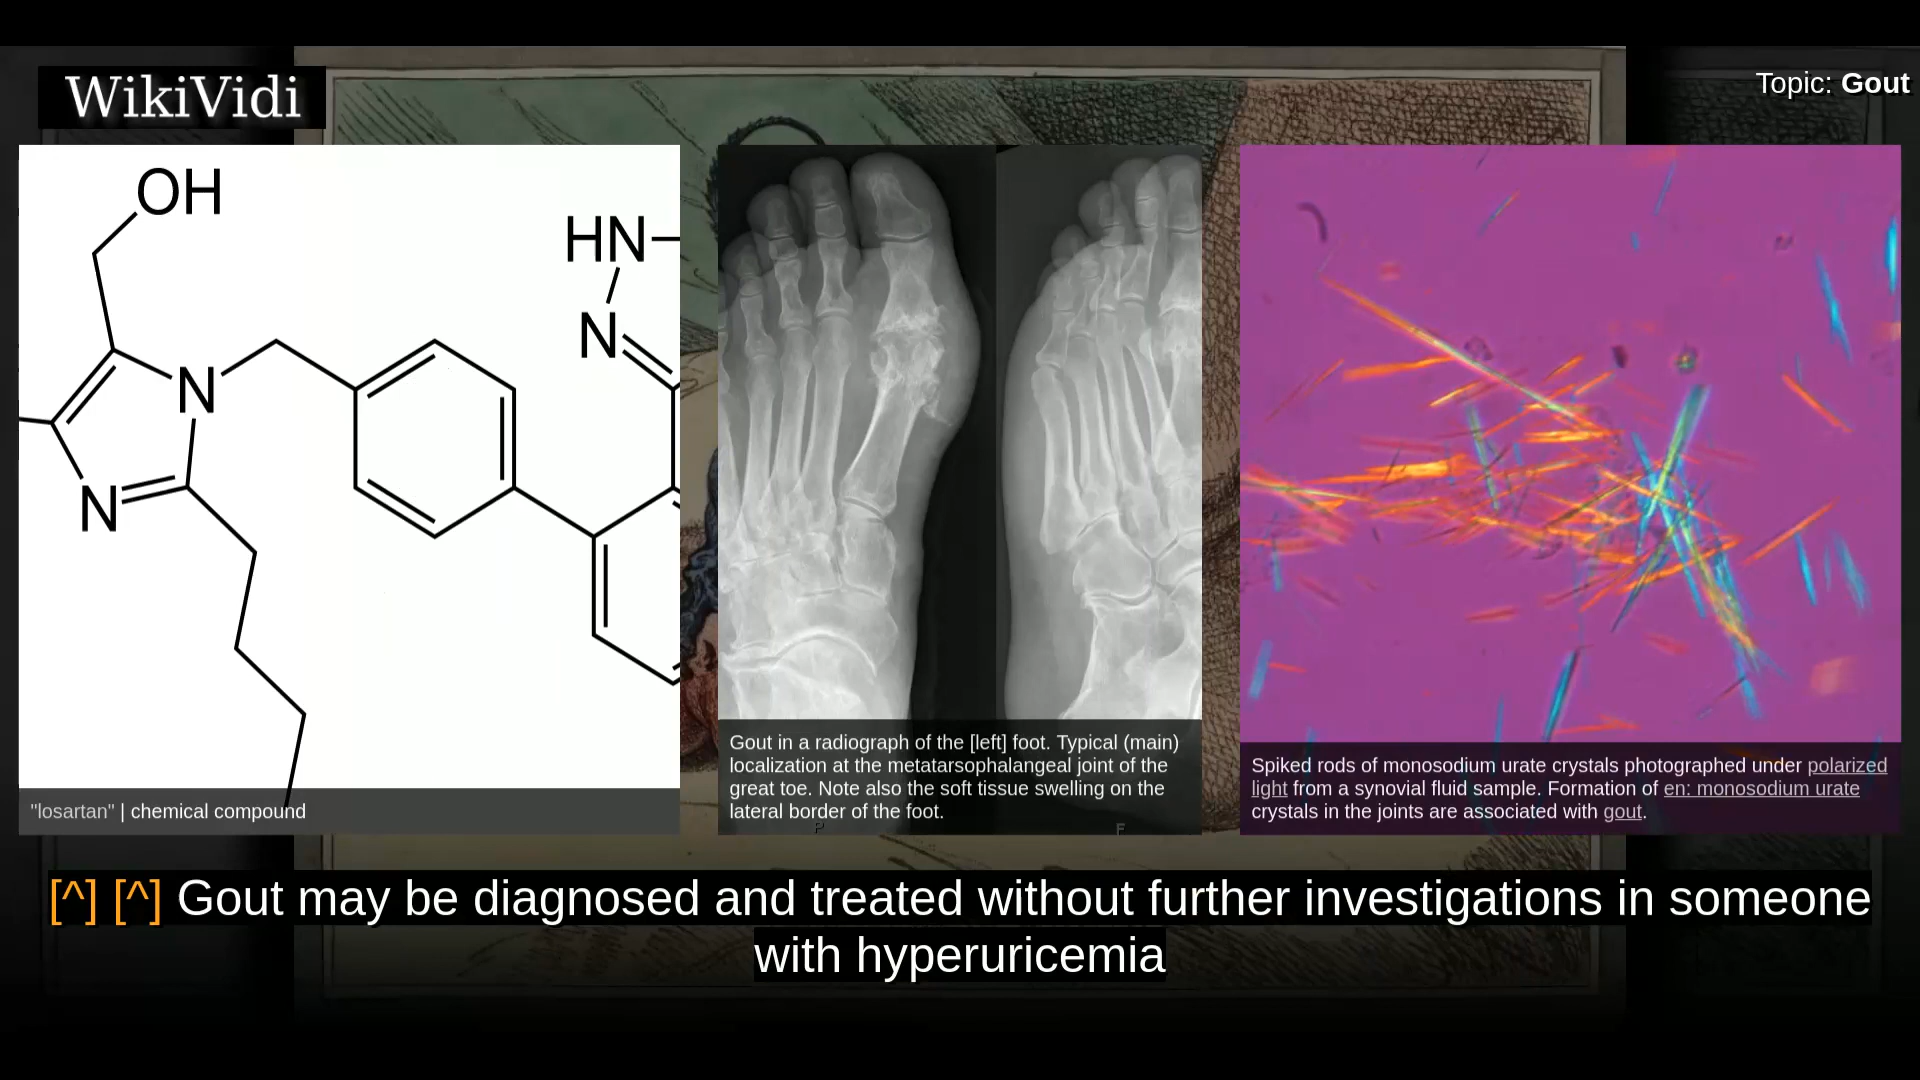 WikiVidi
Topic: Gout
OH
HN
N
N
N
"losartan" | chemical compound
Gout in a radiograph of the [left] foot. Typical (main)
localization at the metatarsophalangeal joint of the
great toe. Note also the soft tissue swelling on the
lateral border of the foot.
P
F
Spiked rods of monosodium urate crystals photographed under polarized
light from a synovial fluid sample. Formation of en: monosodium urate
crystals in the joints are associated with gout.
[^] [^] Gout may be diagnosed and treated without further investigations in someone
with hyperuricemia